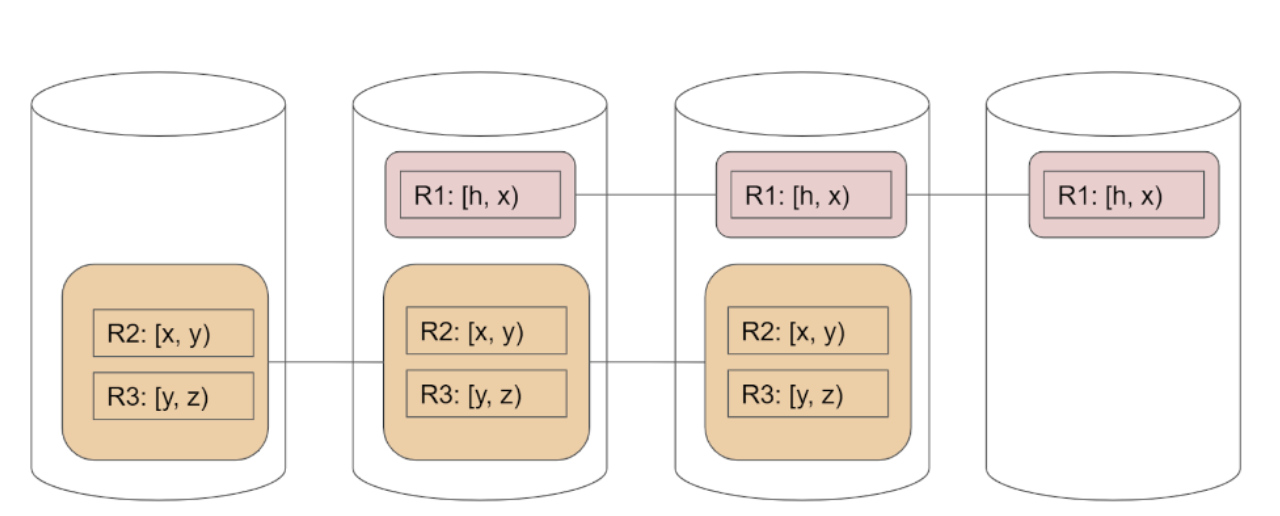 R1: [h, x)
R1: [h, x)
R1: [h, x)
R2: [x, y)
R3: [y, z)
R2: [x, y)
R3: [y, z)
R2: [x, y)
R3: [y, z)